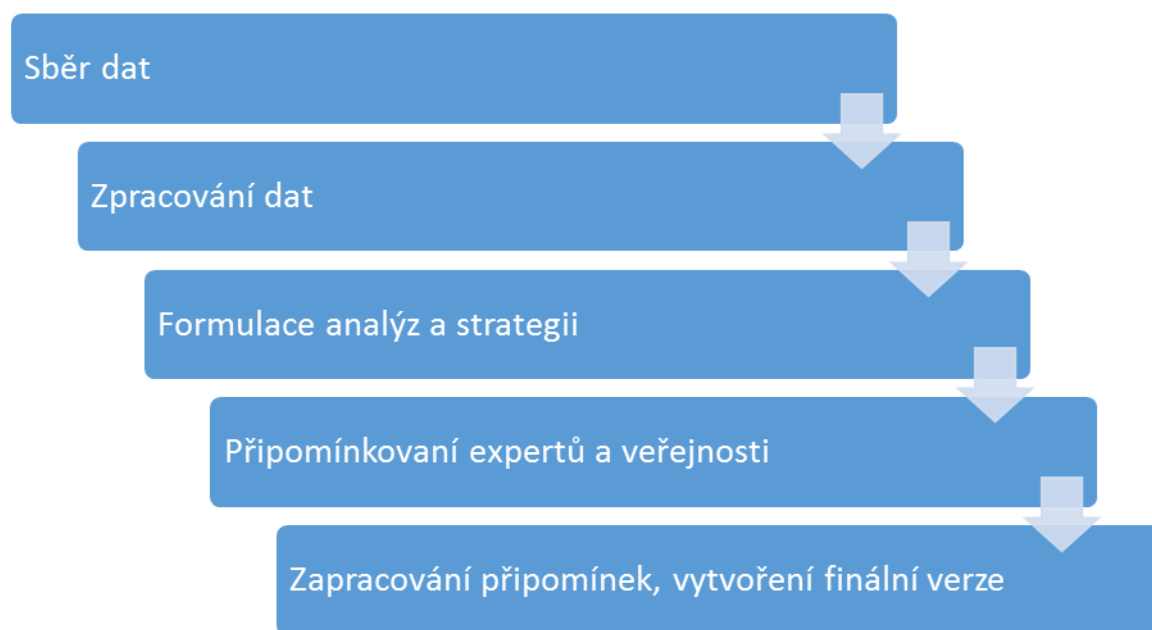 Sběr dat
Zpracování dat
Formulace analýz a strategii
Připomínkovaní expertů a veřejnosti
Zapracování připomínek, vytvoření finální verze